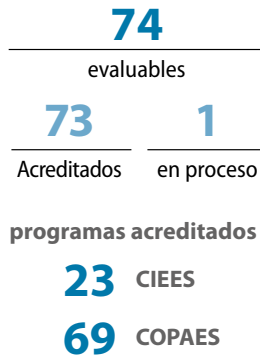 74
evaluables
73 1
Acreditados en proceso
programas acreditados
23 CIEES
69 COPAES